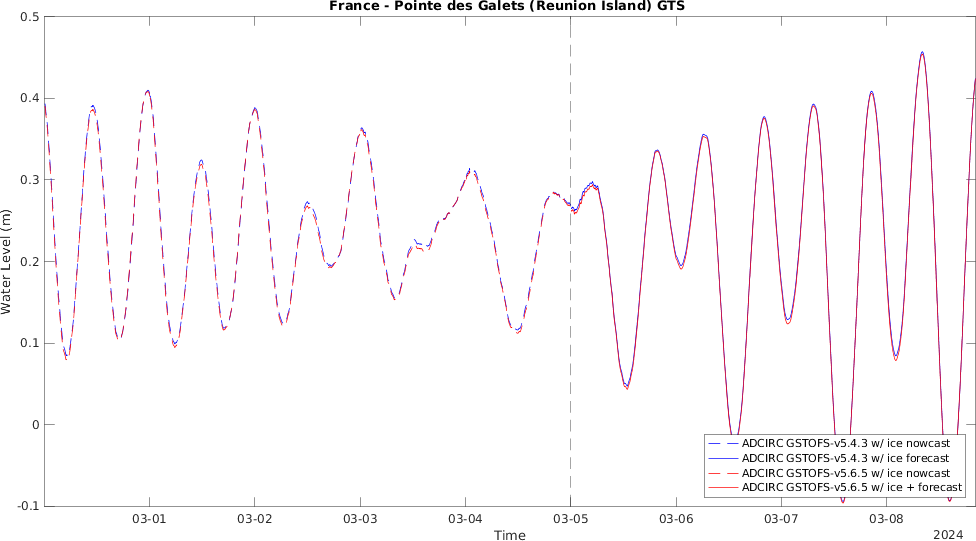 France - Pointe des Galets (Reunion Island) GTS
0.5
0.4
0.3
0.2
0.1
0
-0.1
Water Level (m)
ADCIRC GSTOFS-v5.4.3 w/ ice nowcast
ADCIRC GSTOFS-v5.4.3 w/ ice forecast
ADCIRC GSTOFS-v5.6.5 w/ ice nowcast
ADCIRC GSTOFS-v5.6.5 w/ ice + forecast
03-01 03-02 03-03 03-04 03-05 03-06 03-07 03-08
Time
2024